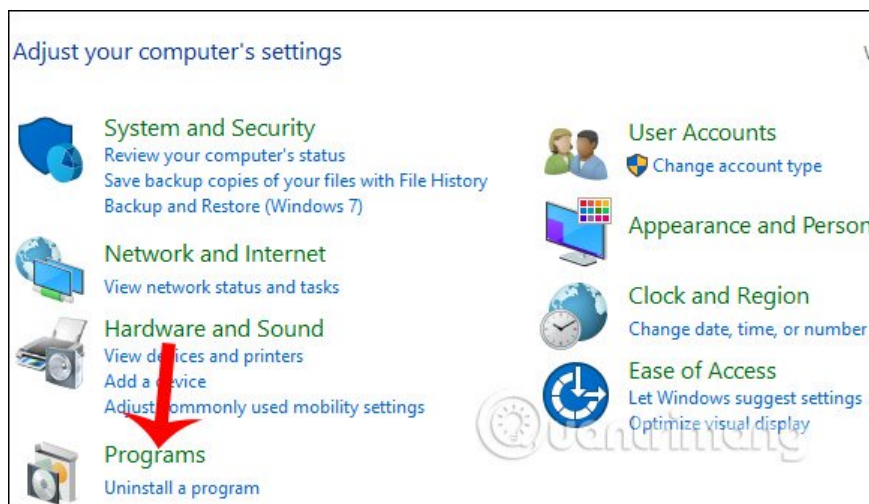 Adjust your computer's settings
System and Security
Review your computer's status
Save backup copies of your files with File History
Backup and Restore (Windows 7)
Network and Internet
View network status and tasks
Hardware and Sound
View devices and printers
Add a device
Adjust commonly used mobility settings
Programs
Uninstall a program
User Accounts
Change account type
Appearance and Person
Clock and Region
Change date, time, or number
Ease of Access
Let Windows suggest settings
Optimize visual display
Quantrimang